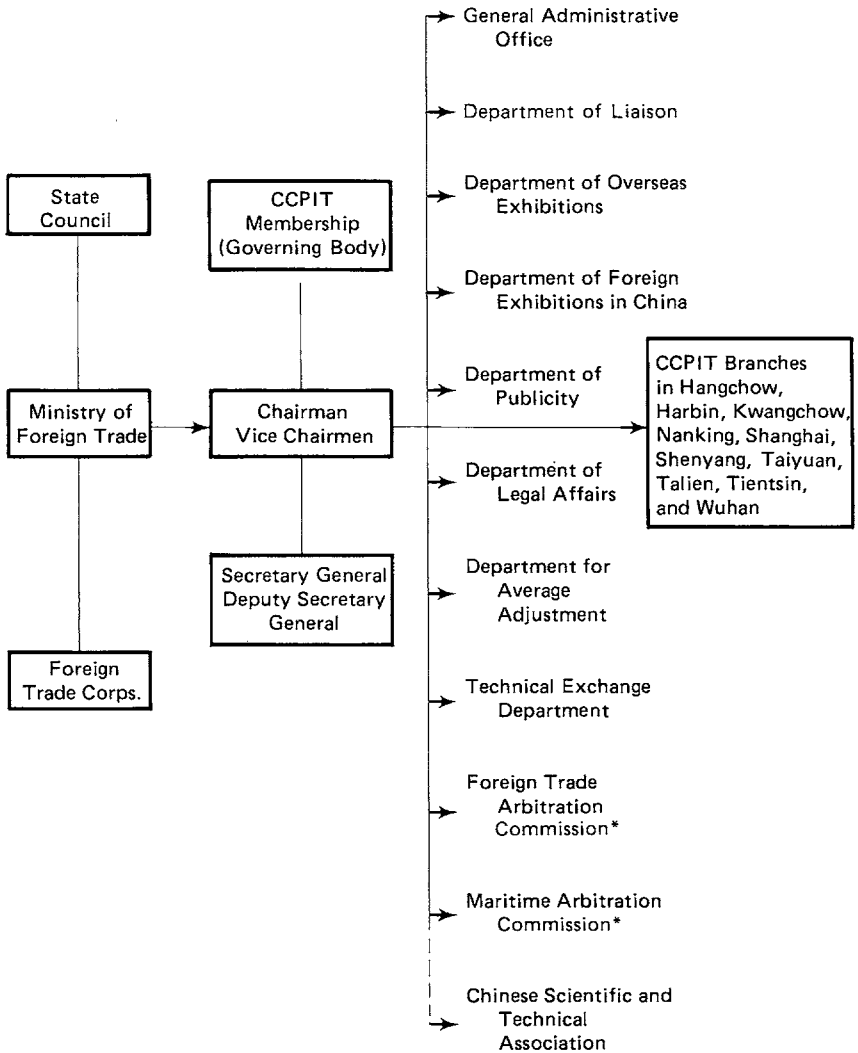 State
Council
Ministry of
Foreign Trade
Foreign
Trade Corps.
CCPIT
Membership
(Governing Body)
Chairman
Vice Chairmen
Secretary General
Deputy Secretary
General
General Administrative
Office
Department of Liaison
Department of Overseas
Exhibitions
Department of Foreign
Exhibitions in China
Department of
Publicity
Department of
Legal Affairs
Department for
Average
Adjustment
Technical Exchange
Department
Foreign Trade
Arbitration
Commission*
Maritime Arbitration
Commission*
Chinese Scientific and
Technical
Association
CCPIT Branches
in Hangchow,
Harbin, Kwangchow,
Nanking, Shanghai,
Shenyang, Taiyuan,
Talien, Tientsin,
and Wuhan